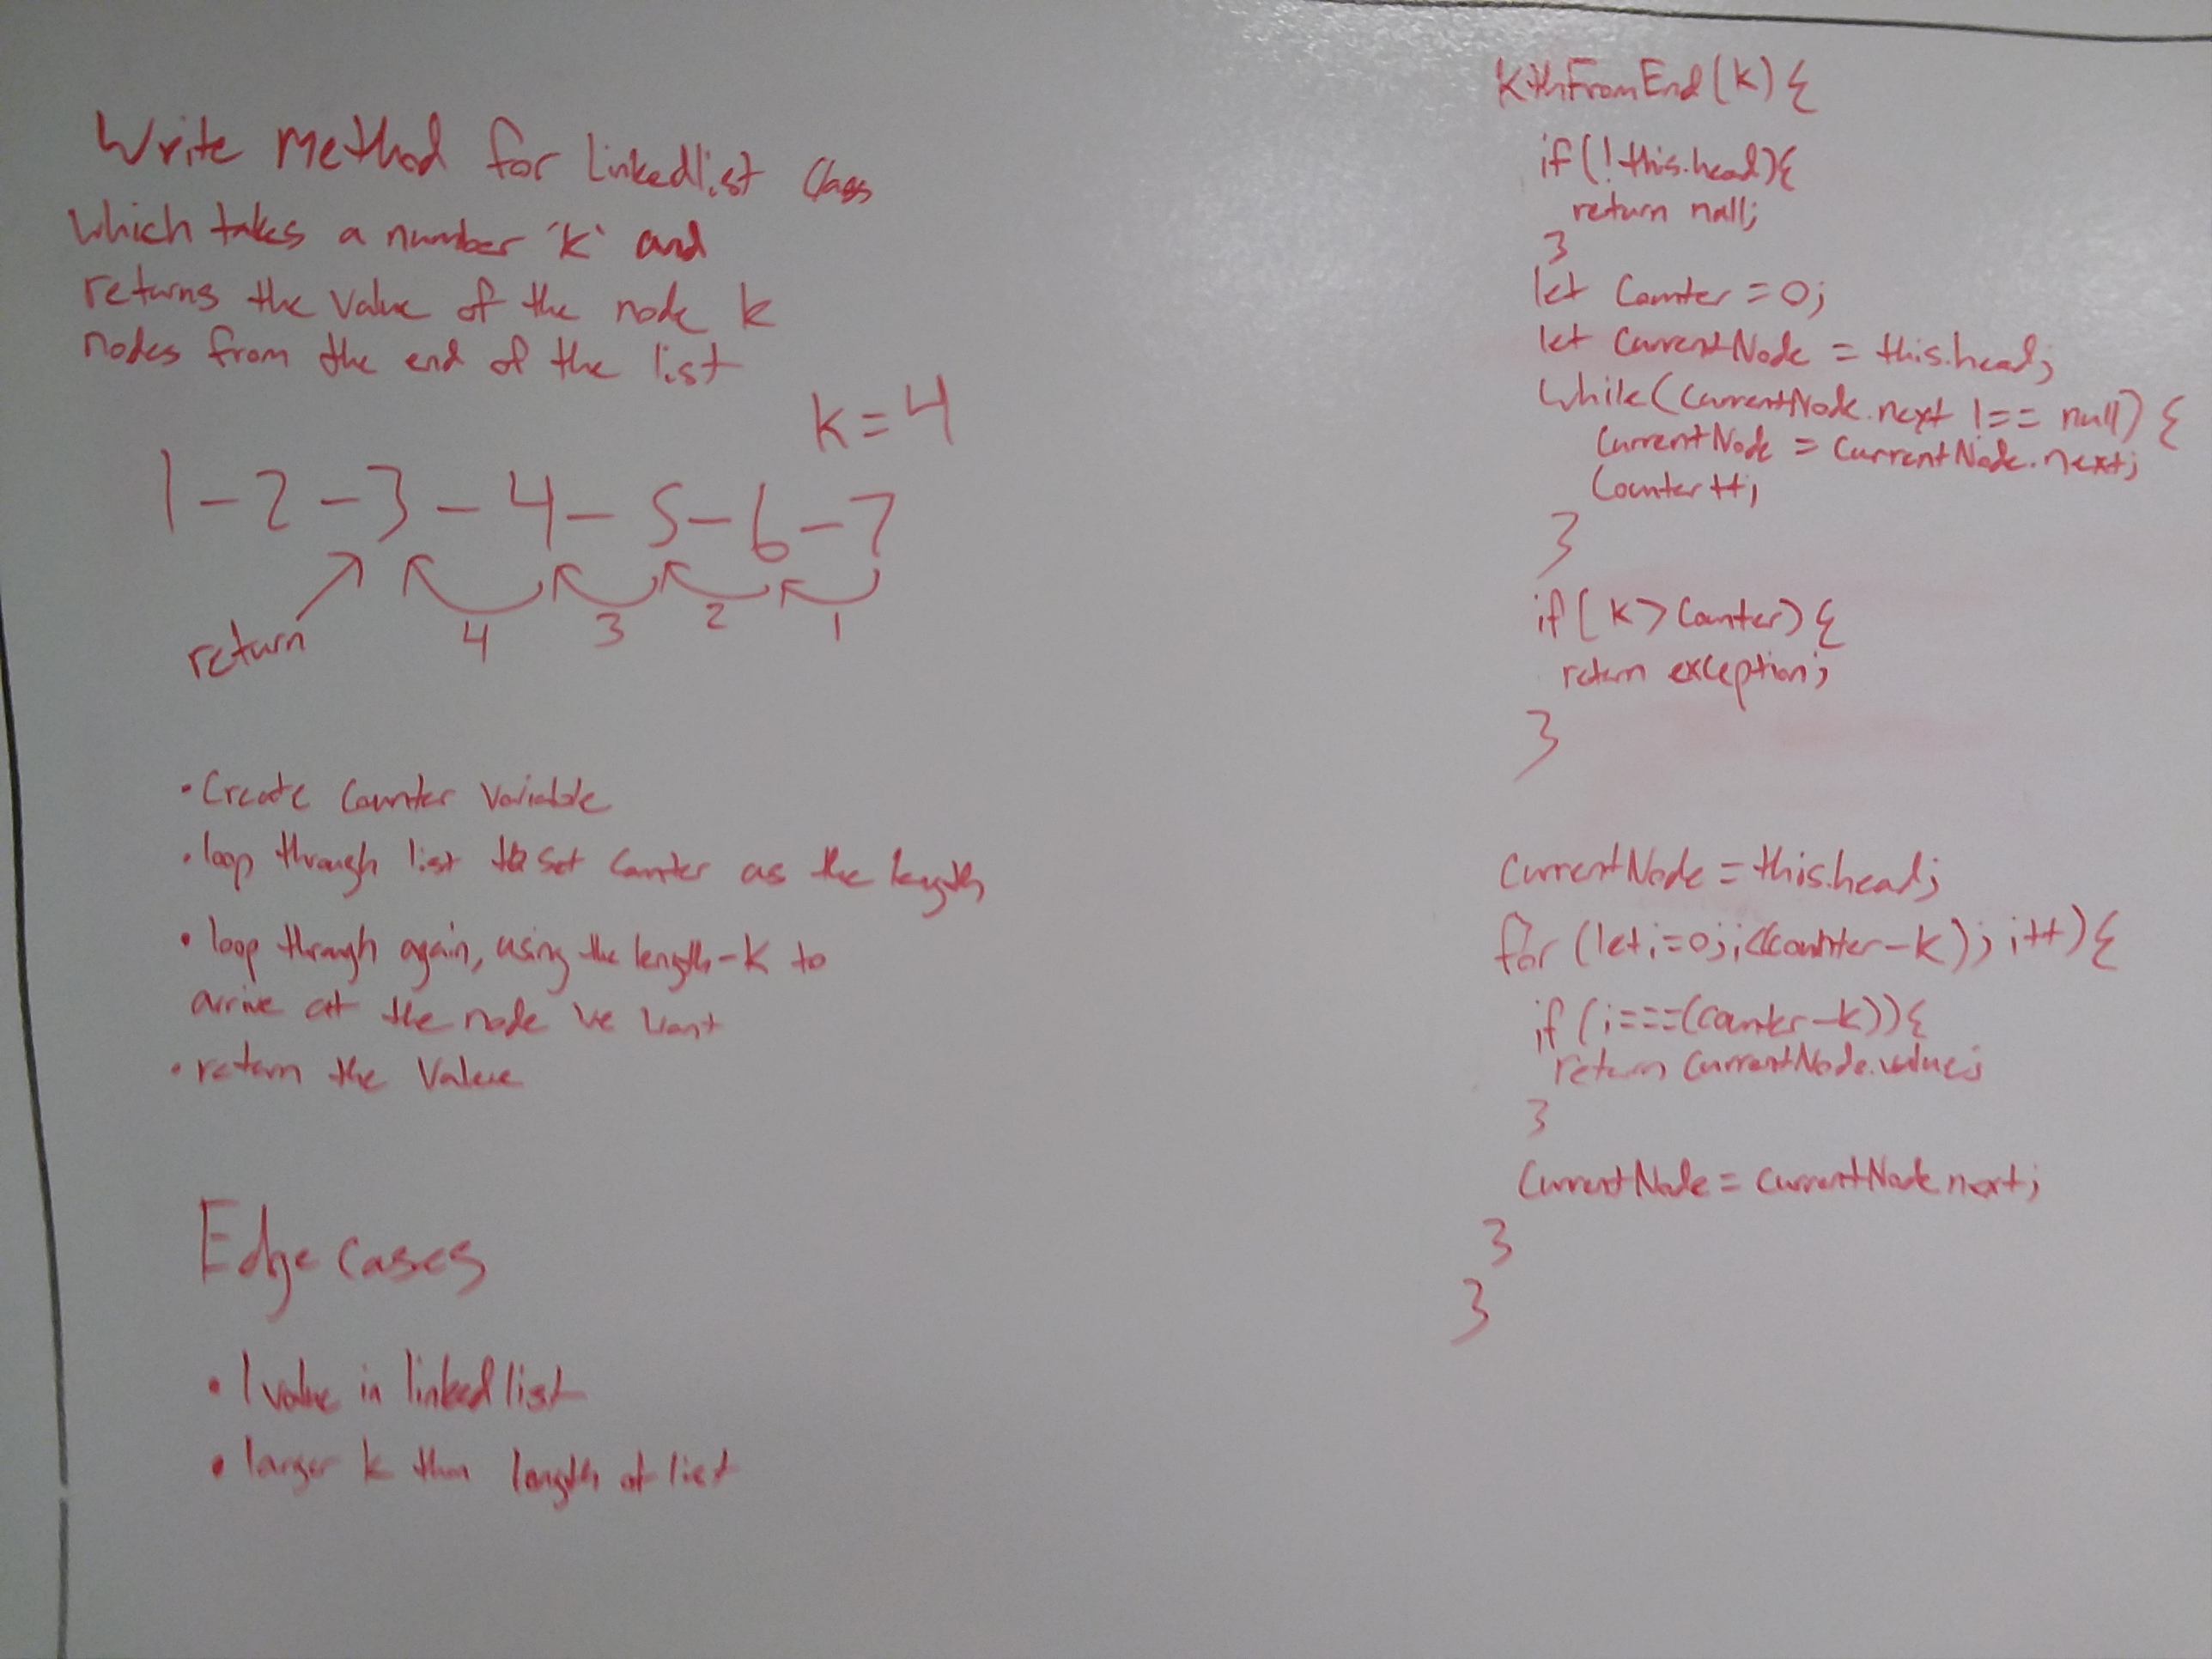 Write Method for Linkedlist Class
which takes a number 'k' and
returns the value of the node k
nodes from the end of the list
k=4
1-2-3-4-5-6-7
4 3 2 1
return
• Create Counter Variable
• loop through list to set Counter as the length
• loop through again, using the length-k to
arrive at the node we want
• return the Value
Edge cases
• 1 value in linked list
• larger k than length of list
KthFromEnd(k){
if(!this.head){
return null;
}
let Counter = 0;
let CurrentNode = this.head;
While(CurrentNode.next !== null) {
CurrentNode = CurrentNode.next;
Counter++;
}
if(k>Counter){
return exception;
}
CurrentNode = this.head;
for (let i=0; i<(counter-k); i++){
if (i===(counter-k)){
return CurrentNode.value;
}
CurrentNode = CurrentNode.next;
}
}